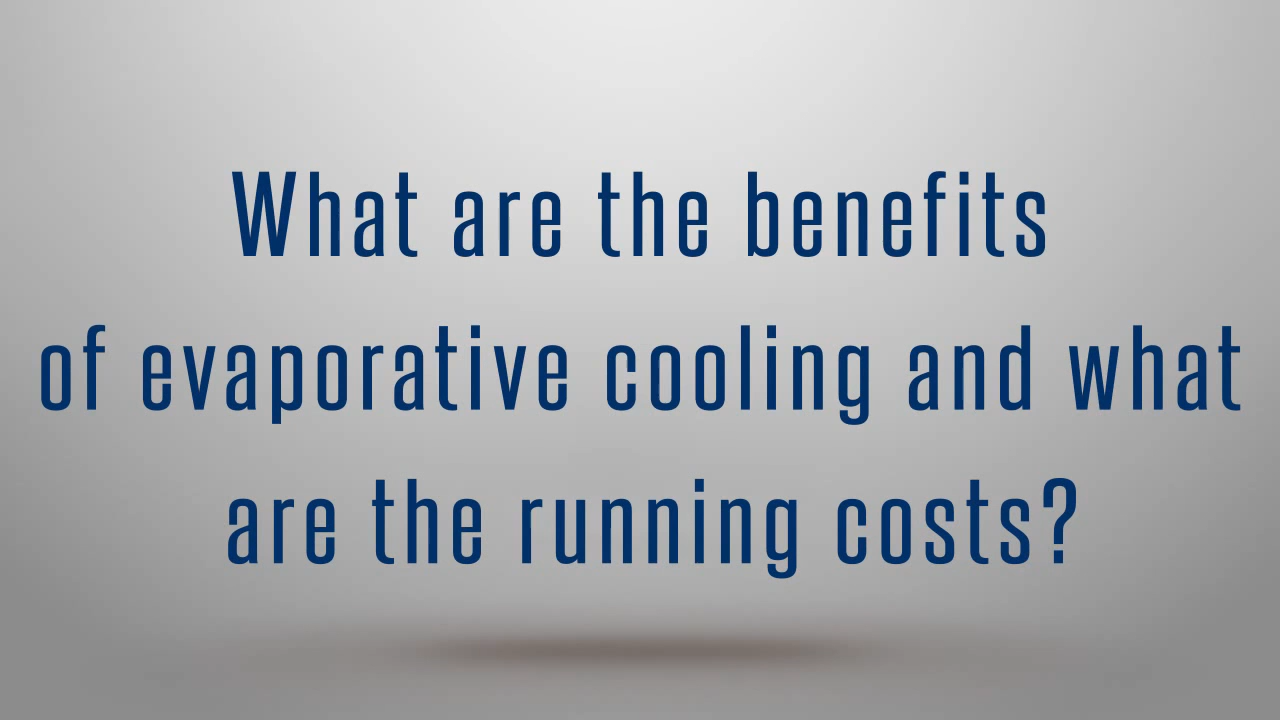 What are the benefits
of evaporative cooling and what
are the running costs?